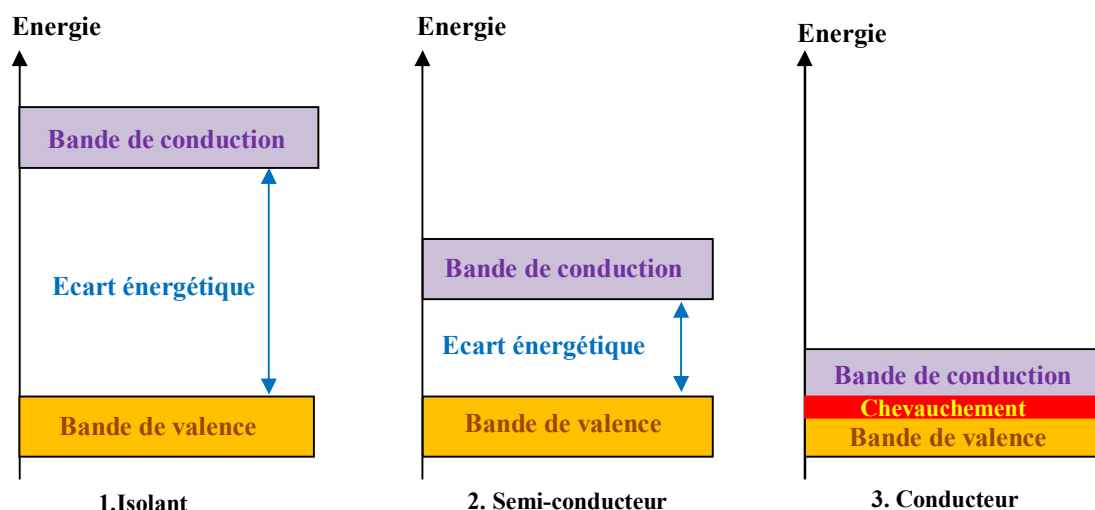 Energie
Bande de conduction
Ecart énergétique
Bande de valence
1.Isolant
Energie
Bande de conduction
Ecart énergétique
Bande de valence
2. Semi-conducteur
Energie
Bande de conduction
Chevauchement
Bande de valence
3. Conducteur